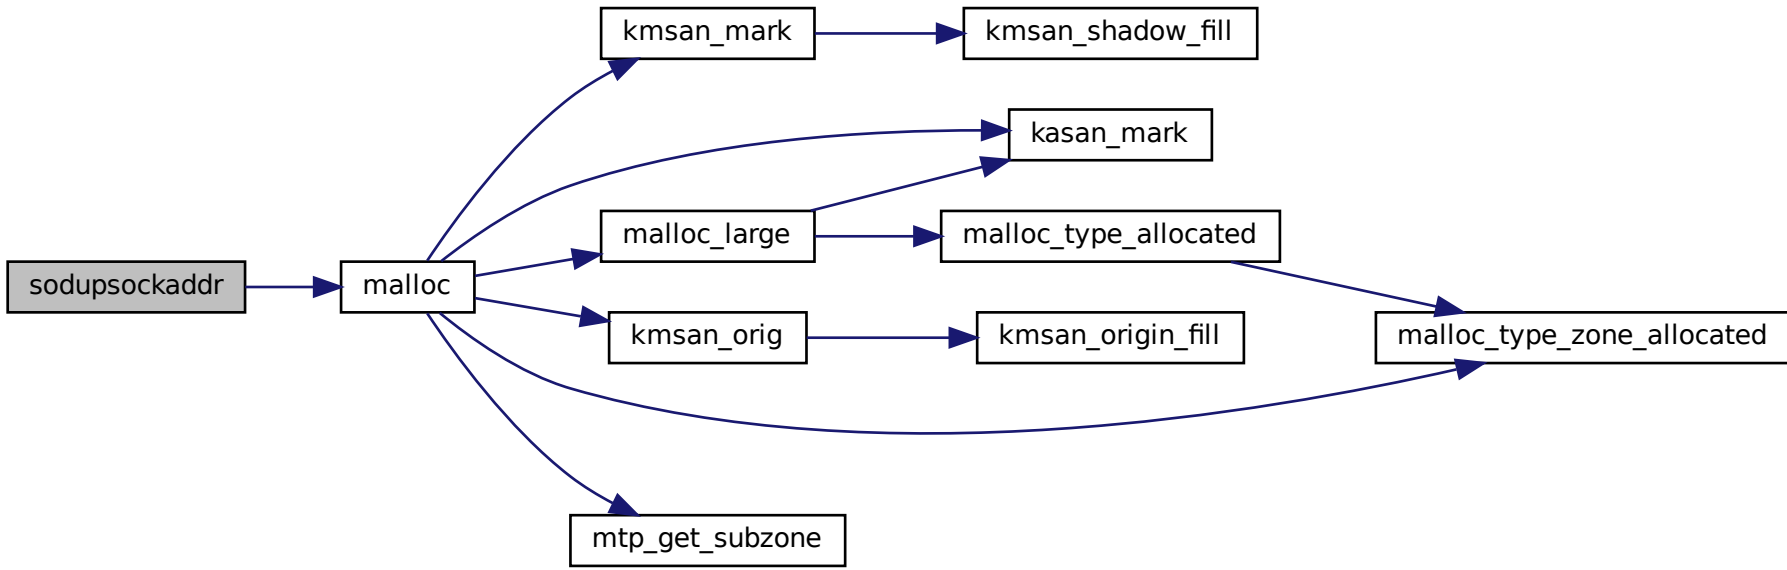 kmsan_mark
kmsan_shadow_fill
kasan_mark
malloc_large
malloc_type_allocated
sodupsockaddr
malloc
kmsan_orig
kmsan_origin_fill
malloc_type_zone_allocated
mtp_get_subzone